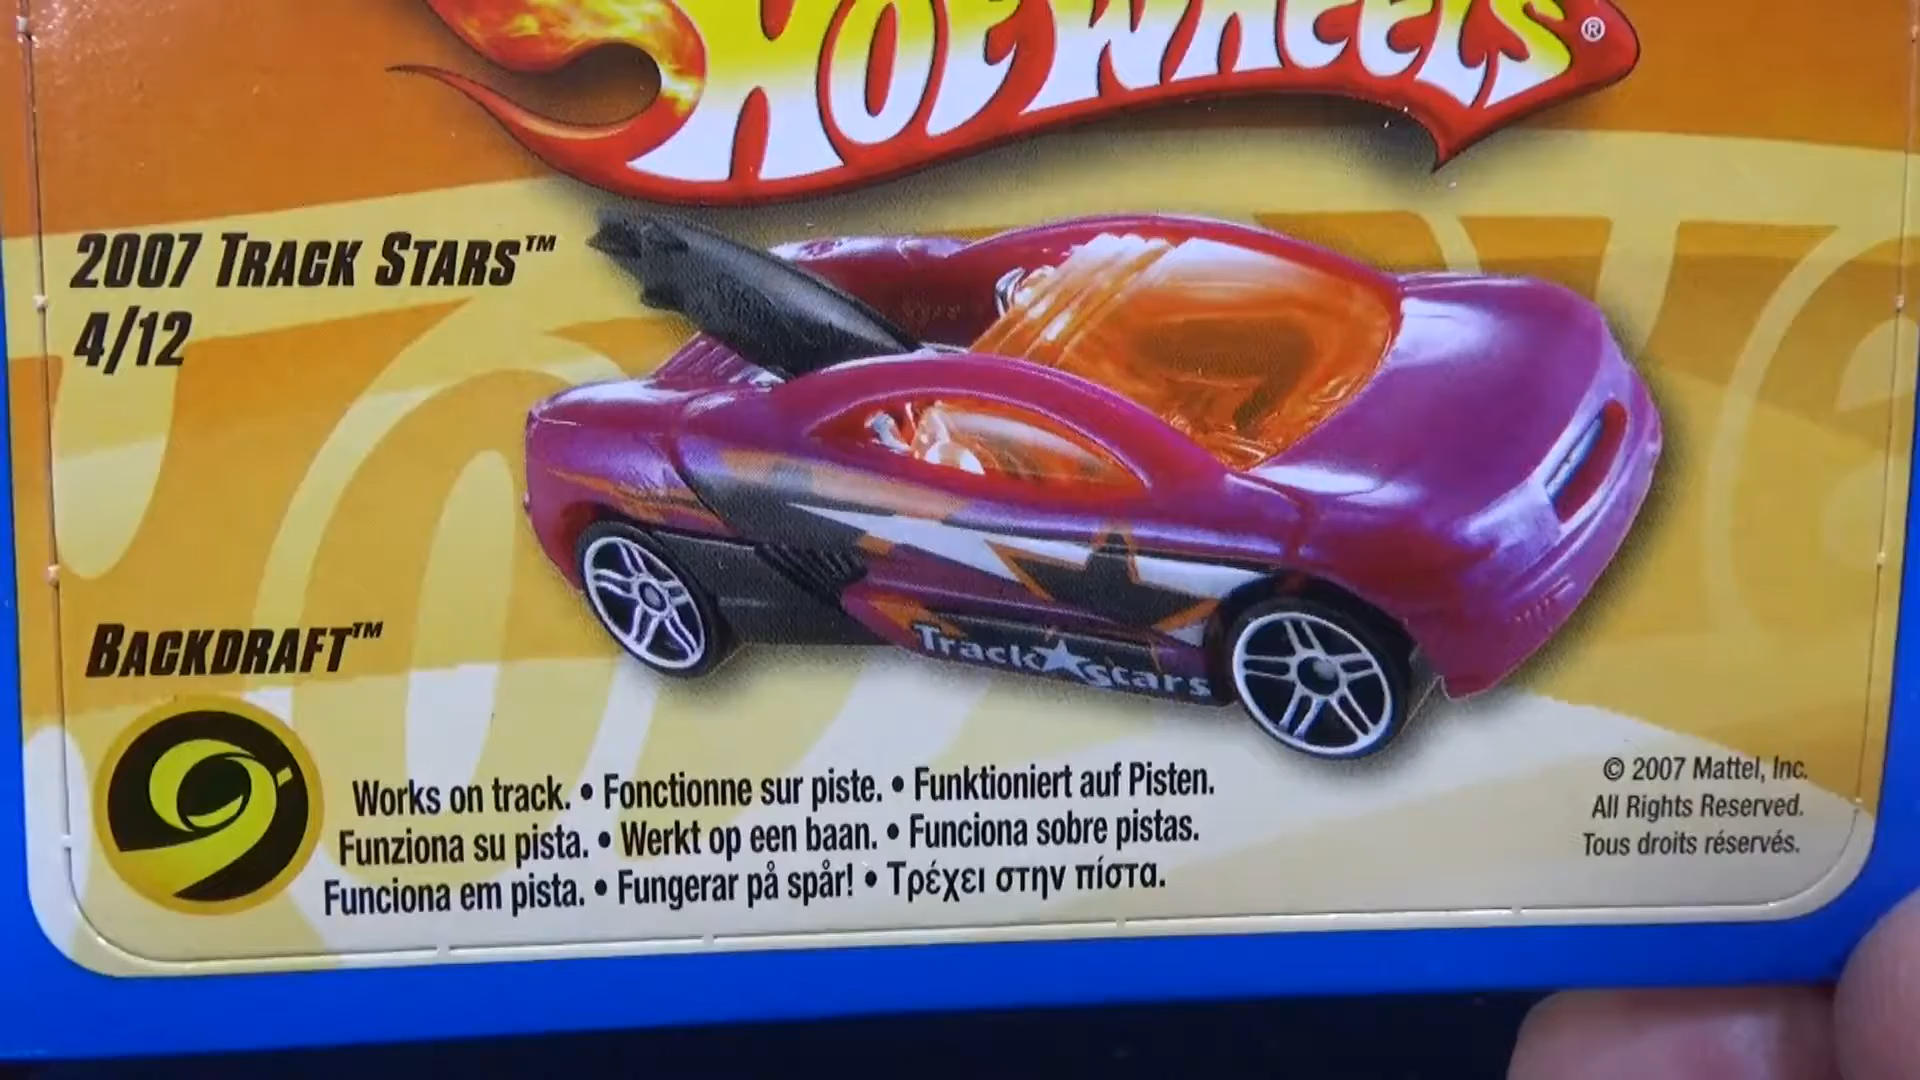 HOT WHEELS®
2007 TRACK STARS™
4/12
BACKDRAFT™
Track★stars
Works on track. • Fonctionne sur piste. • Funktioniert auf Pisten.
Funziona su pista. • Werkt op een baan. • Funciona sobre pistas.
Funciona em pista. • Fungerar på spår! • Τρέχει στην πίστα.
© 2007 Mattel, Inc.
All Rights Reserved.
Tous droits réservés.